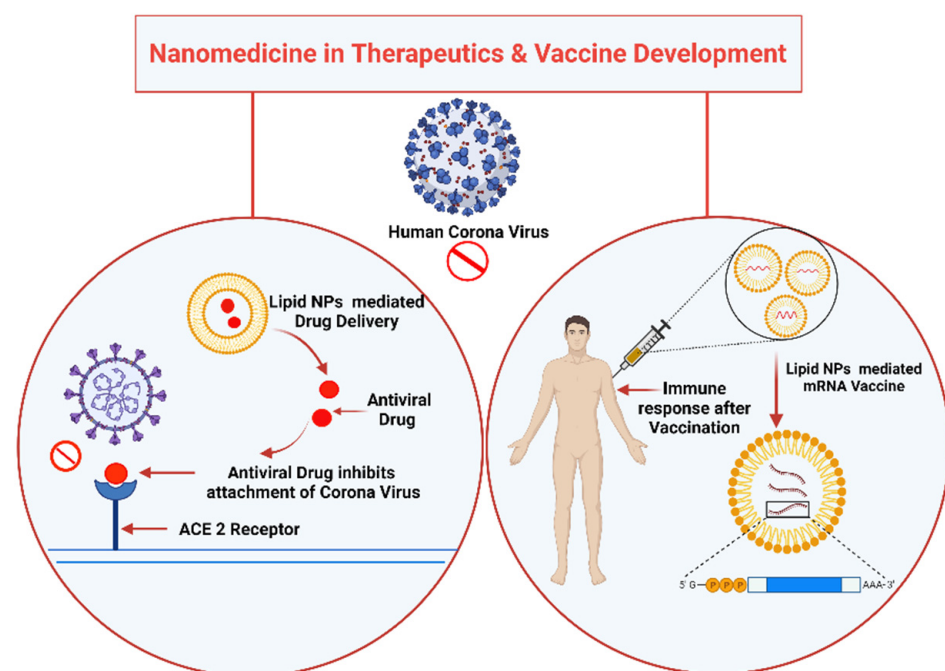 Nanomedicine in Therapeutics & Vaccine Development
Human Corona Virus
Lipid NPs mediated
Drug Delivery
Antiviral
Drug
Antiviral Drug inhibits
attachment of Corona Virus
ACE 2 Receptor
Immune
response after
Vaccination
Lipid NPs mediated
mRNA Vaccine
5' G P P P AAA-3'